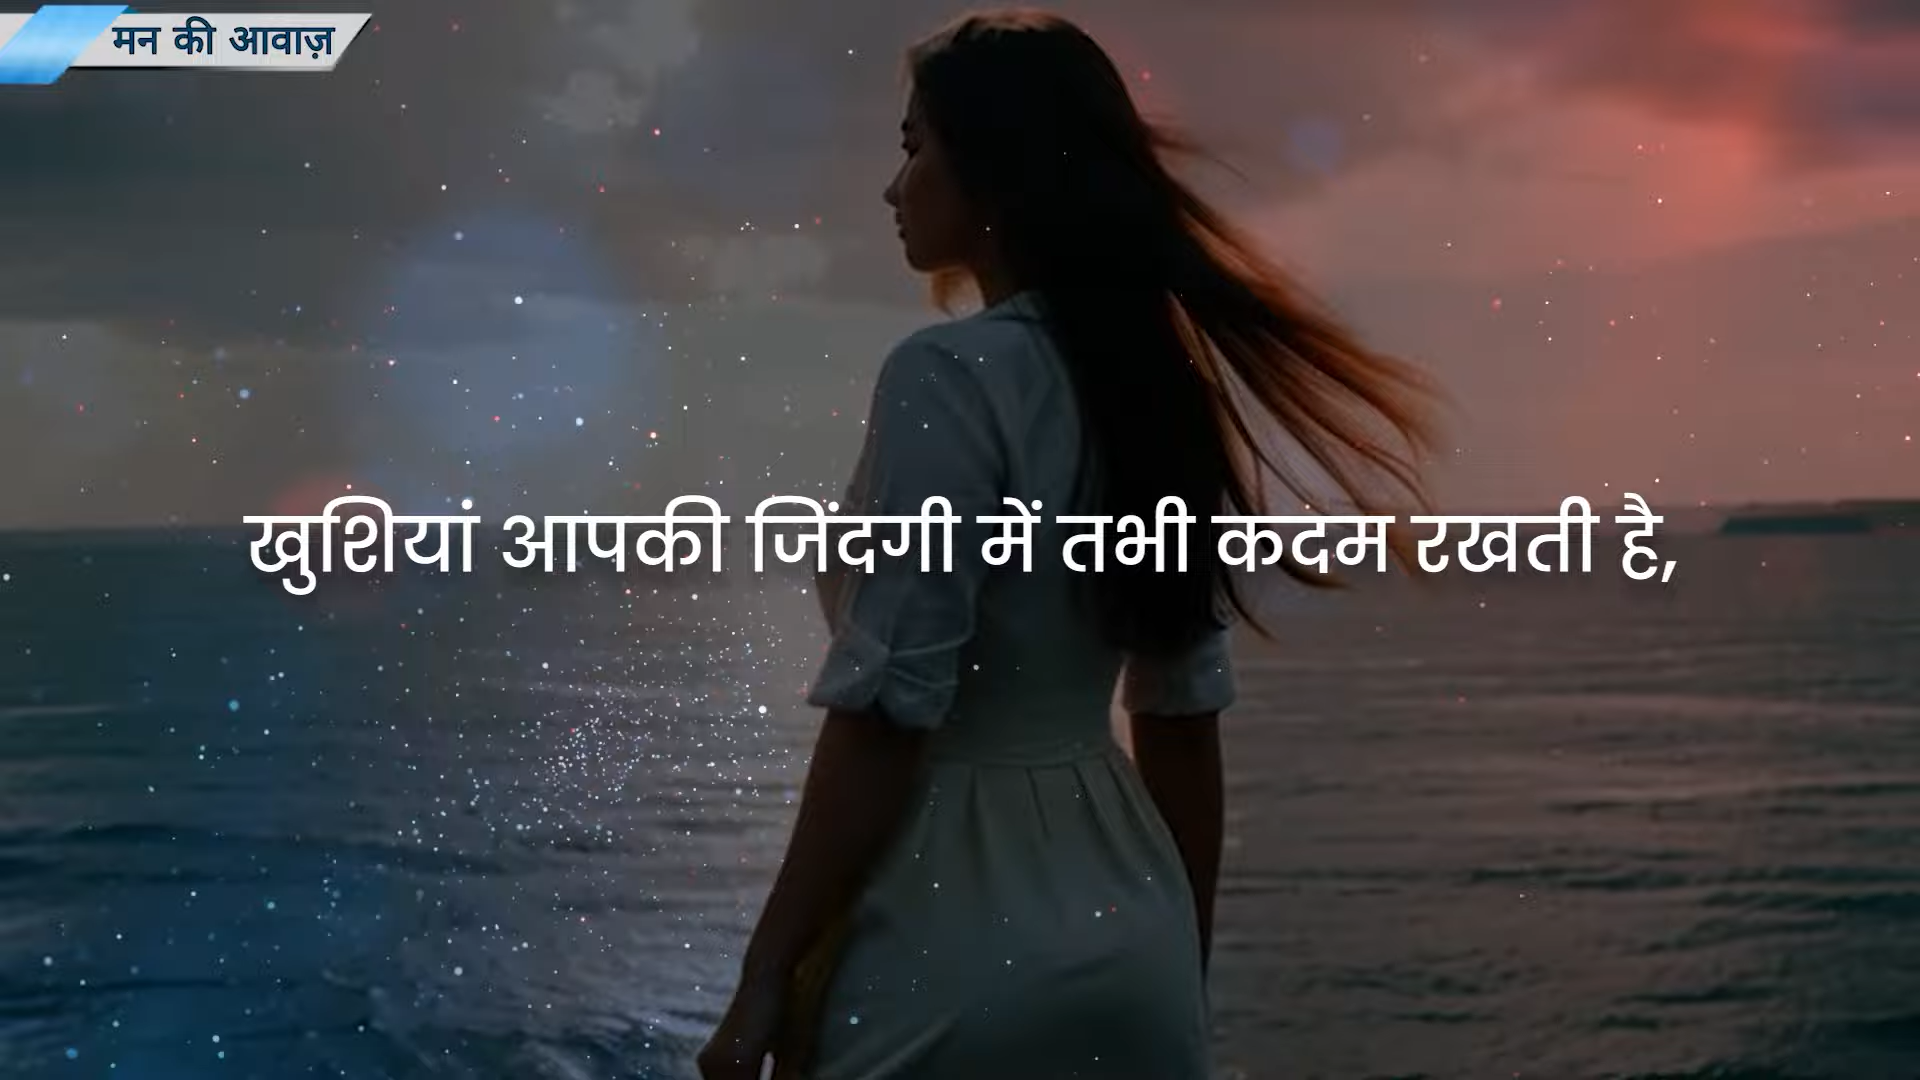 मन की आवाज़
खुशियां आपकी जिंदगी में तभी कदम रखती है,